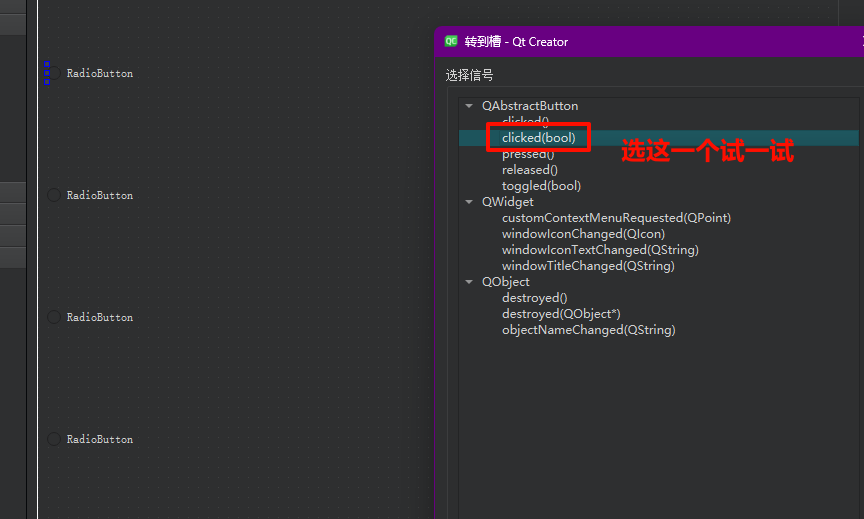 转到槽 - Qt Creator
选择信号
QAbstractButton
clicked()
clicked(bool)
选这一个试一试
pressed()
released()
toggled(bool)
QWidget
customContextMenuRequested(QPoint)
windowIconChanged(QIcon)
windowIconTextChanged(QString)
windowTitleChanged(QString)
QObject
destroyed()
destroyed(QObject*)
objectNameChanged(QString)
RadioButton
RadioButton
RadioButton
RadioButton